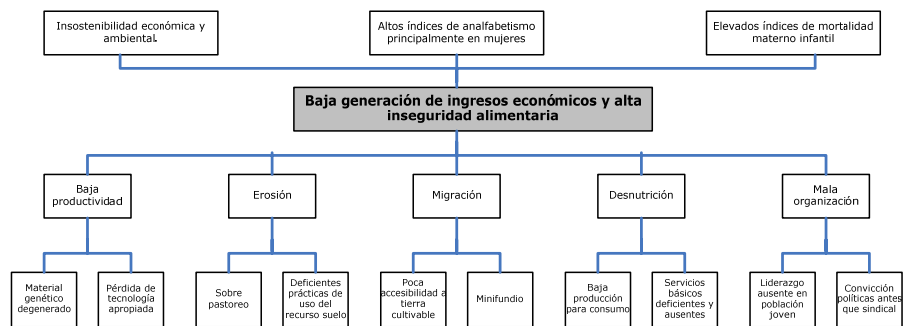 Insostenibilidad económica y
ambiental.
Altos índices de analfabetismo
principalmente en mujeres
Elevados índices de mortalidad
materno infantil
Baja generación de ingresos económicos y alta
inseguridad alimentaria
Baja
productividad
Erosión
Migración
Desnutrición
Mala
organización
Material
genético
degenerado
Pérdida de
tecnología
apropiada
Sobre
pastoreo
Deficientes
prácticas de
uso del
recurso suelo
Poca
accesibilidad a
tierra
cultivable
Minifundio
Baja
producción
para consumo
Servicios
básicos
deficientes y
ausentes
Liderazgo
ausente en
población
joven
Convicción
políticas antes
que sindical